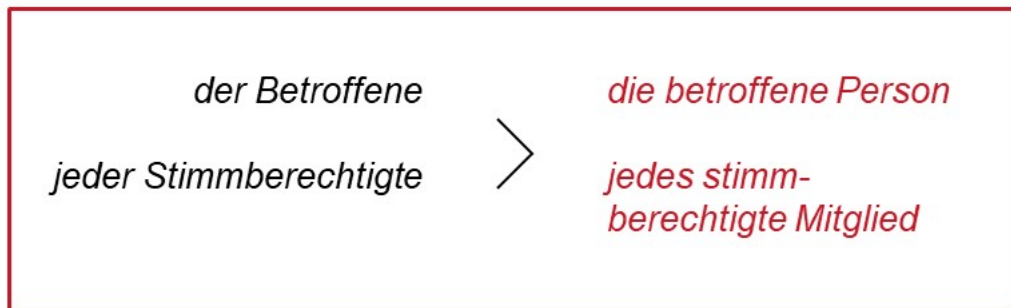 der Betroffene
die betroffene Person
jeder Stimmberechtigte
jedes stimm-
berechtigte Mitglied